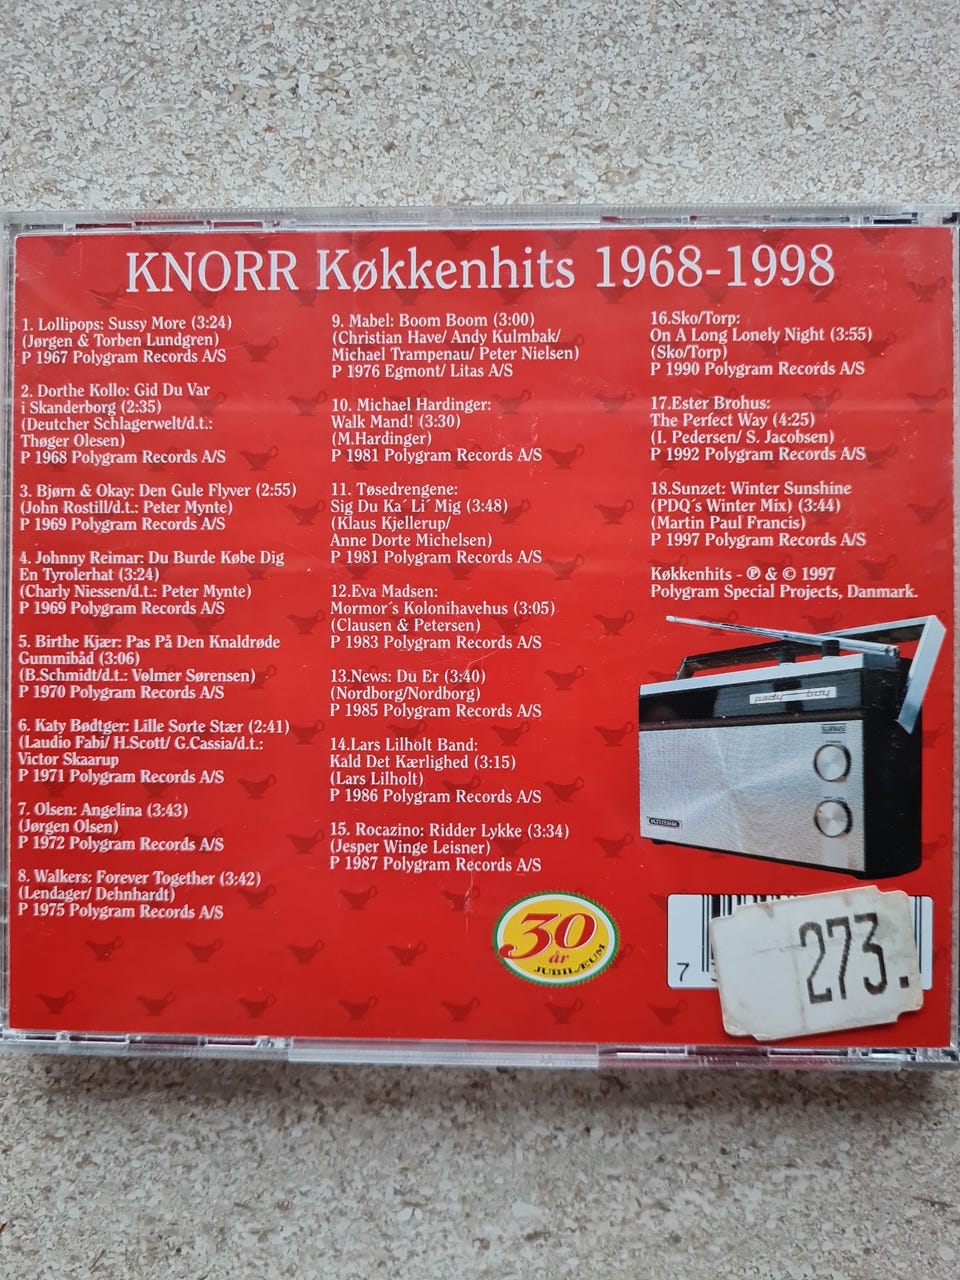 KNORR Køkkenhits 1968-1998
1. Lollipops: Sussy More (3:24)
(Jørgen & Torben Lundgren)
P 1967 Polygram Records A/S
2. Dorthe Kollo: Gid Du Var
i Skanderborg (2:35)
(Deutcher Schlagerwelt/d.t.:
Thøger Olesen)
P 1968 Polygram Records A/S
3. Bjørn & Okay: Den Gule Flyver (2:55)
(John Rostill/d.t.: Peter Mynte)
P 1969 Polygram Records A/S
4. Johnny Reimar: Du Burde Købe Dig
En Tyrolerhat (3:24)
(Charly Niessen/d.t.: Peter Mynte)
P 1969 Polygram Records A/S
5. Birthe Kjær: Pas På Den Knaldrøde
Gummibåd (3:06)
(B.Schmidt/d.t.: Volmer Sørensen)
P 1970 Polygram Records A/S
6. Katy Bødtger: Lille Sorte Stær (2:41)
(Laudio Fabi/ H.Scott/ G.Cassia/d.t.:
Victor Skaarup
P 1971 Polygram Records A/S
7. Olsen: Angelina (3:43)
(Jørgen Olsen)
P 1972 Polygram Records A/S
8. Walkers: Forever Together (3:42)
(Lendager/ Dehnhardt)
P 1975 Polygram Records A/S
9. Mabel: Boom Boom (3:00)
(Christian Have/ Andy Kulmbak/
Michael Trampenau/ Peter Nielsen)
P 1976 Egmont/ Litas A/S
10. Michael Hardinger:
Walk Mand! (3:30)
(M.Hardinger)
P 1981 Polygram Records A/S
11. Tøsedrengene:
Sig Du Ka´ Li´ Mig (3:48)
(Klaus Kjellerup/
Anne Dorte Michelsen)
P 1981 Polygram Records A/S
12.Eva Madsen:
Mormor´s Kolonihavehus (3:05)
(Clausen & Petersen)
P 1983 Polygram Records A/S
13.News: Du Er (3:40)
(Nordborg/Nordborg)
P 1985 Polygram Records A/S
14.Lars Lilholt Band:
Kald Det Kærlighed (3:15)
(Lars Lilholt)
P 1986 Polygram Records A/S
15. Rocazino: Ridder Lykke (3:34)
(Jesper Winge Leisner)
P 1987 Polygram Records A/S
16.Sko/Torp:
On A Long Lonely Night (3:55)
(Sko/Torp)
P 1990 Polygram Records A/S
17.Ester Brohus:
The Perfect Way (4:25)
(I. Pedersen/ S. Jacobsen)
P 1992 Polygram Records A/S
18.Sunzet: Winter Sunshine
(PDQ´s Winter Mix) (3:44)
(Martin Paul Francis)
P 1997 Polygram Records A/S
Køkkenhits - ℗ & © 1997
Polygram Special Projects, Danmark.
KNORR
30
år
JUBILÆUM
7
273.